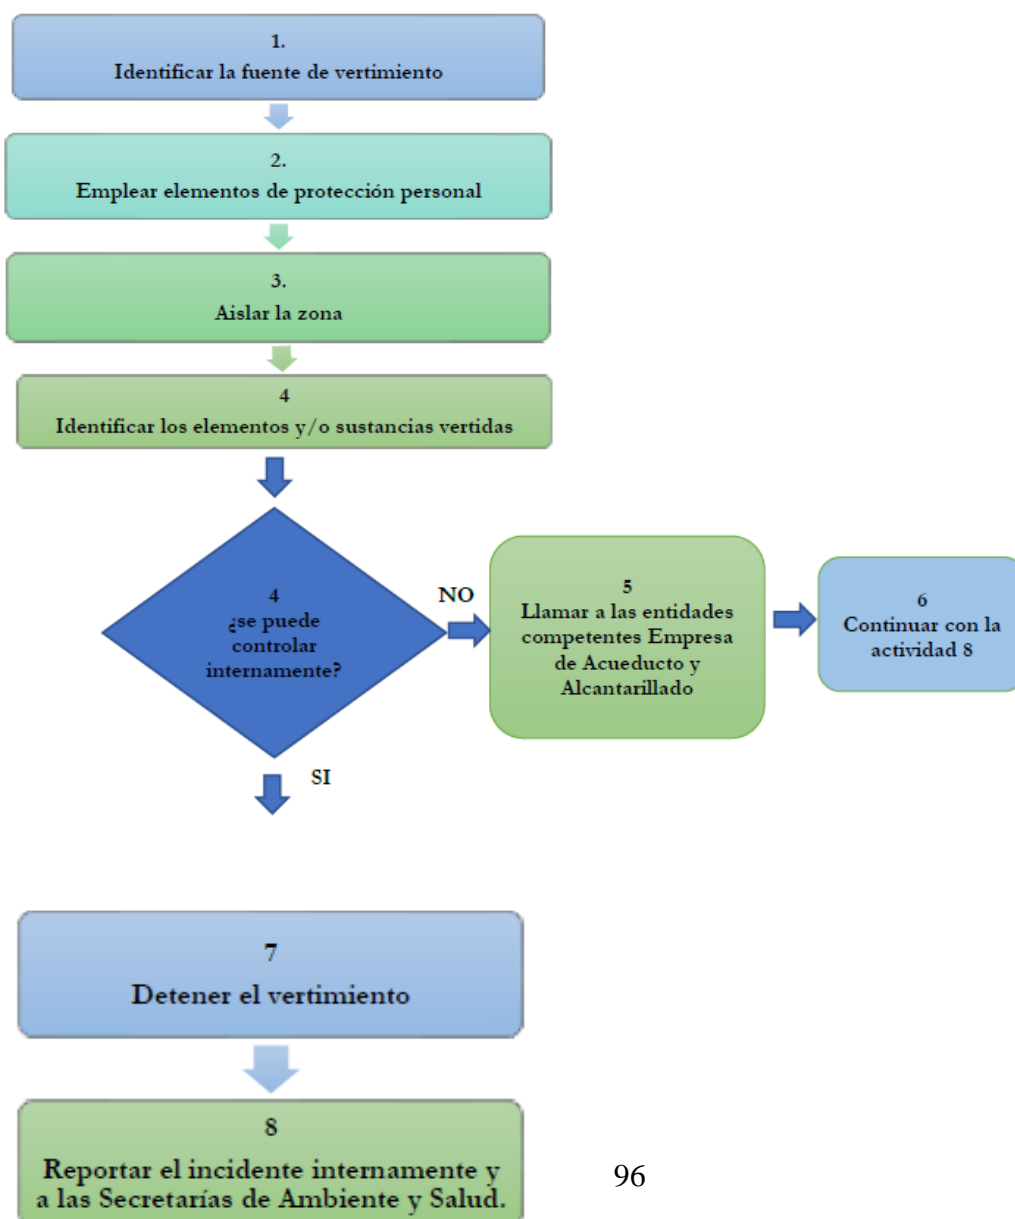 1.
Identificar la fuente de vertimiento
2.
Emplear elementos de protección personal
3.
Aislar la zona
4
Identificar los elementos y/o sustancias vertidas
4
¿se puede
controlar
internamente?
NO
5
Llamar a las entidades
competentes Empresa
de Acueducto y
Alcantarillado
6
Continuar con la
actividad 8
SI
7
Detener el vertimiento
8
Reportar el incidente internamente y
a las Secretarías de Ambiente y Salud.
96